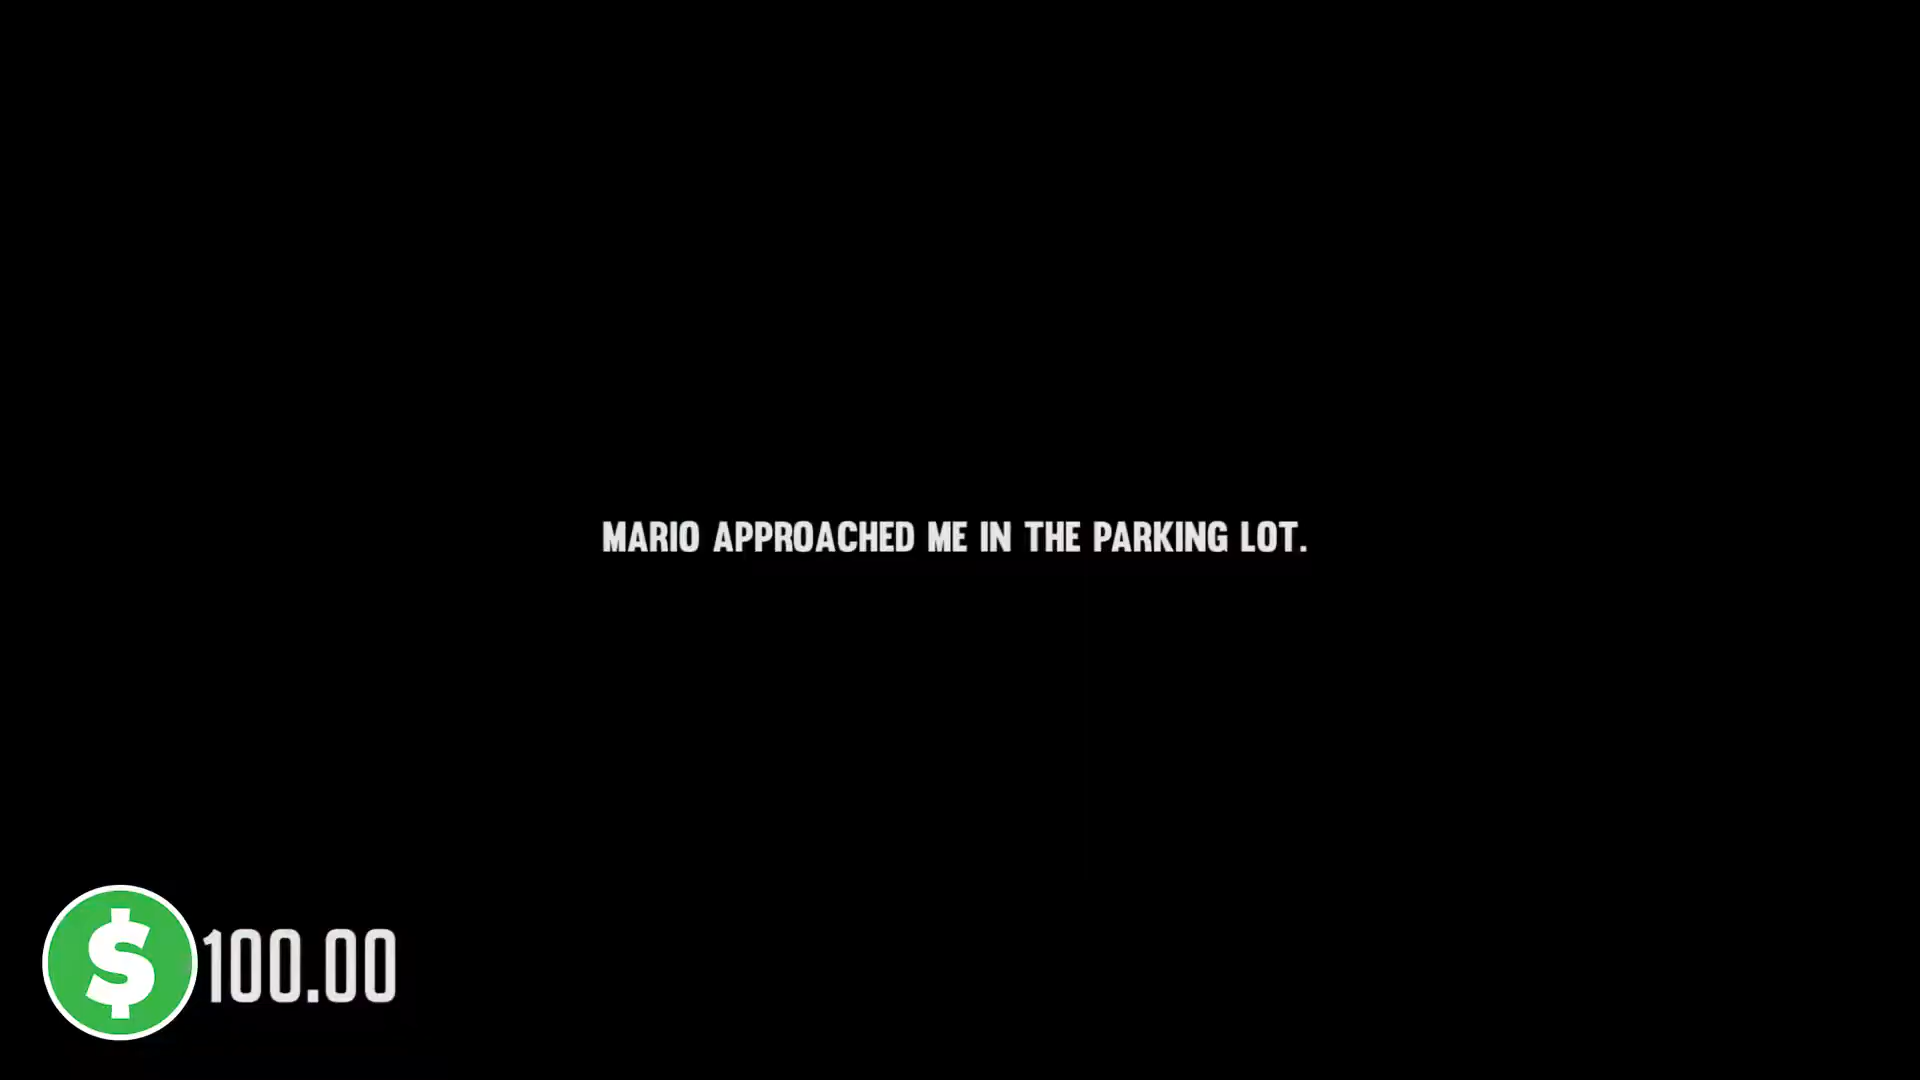 MARIO APPROACHED ME IN THE PARKING LOT.
$100.00